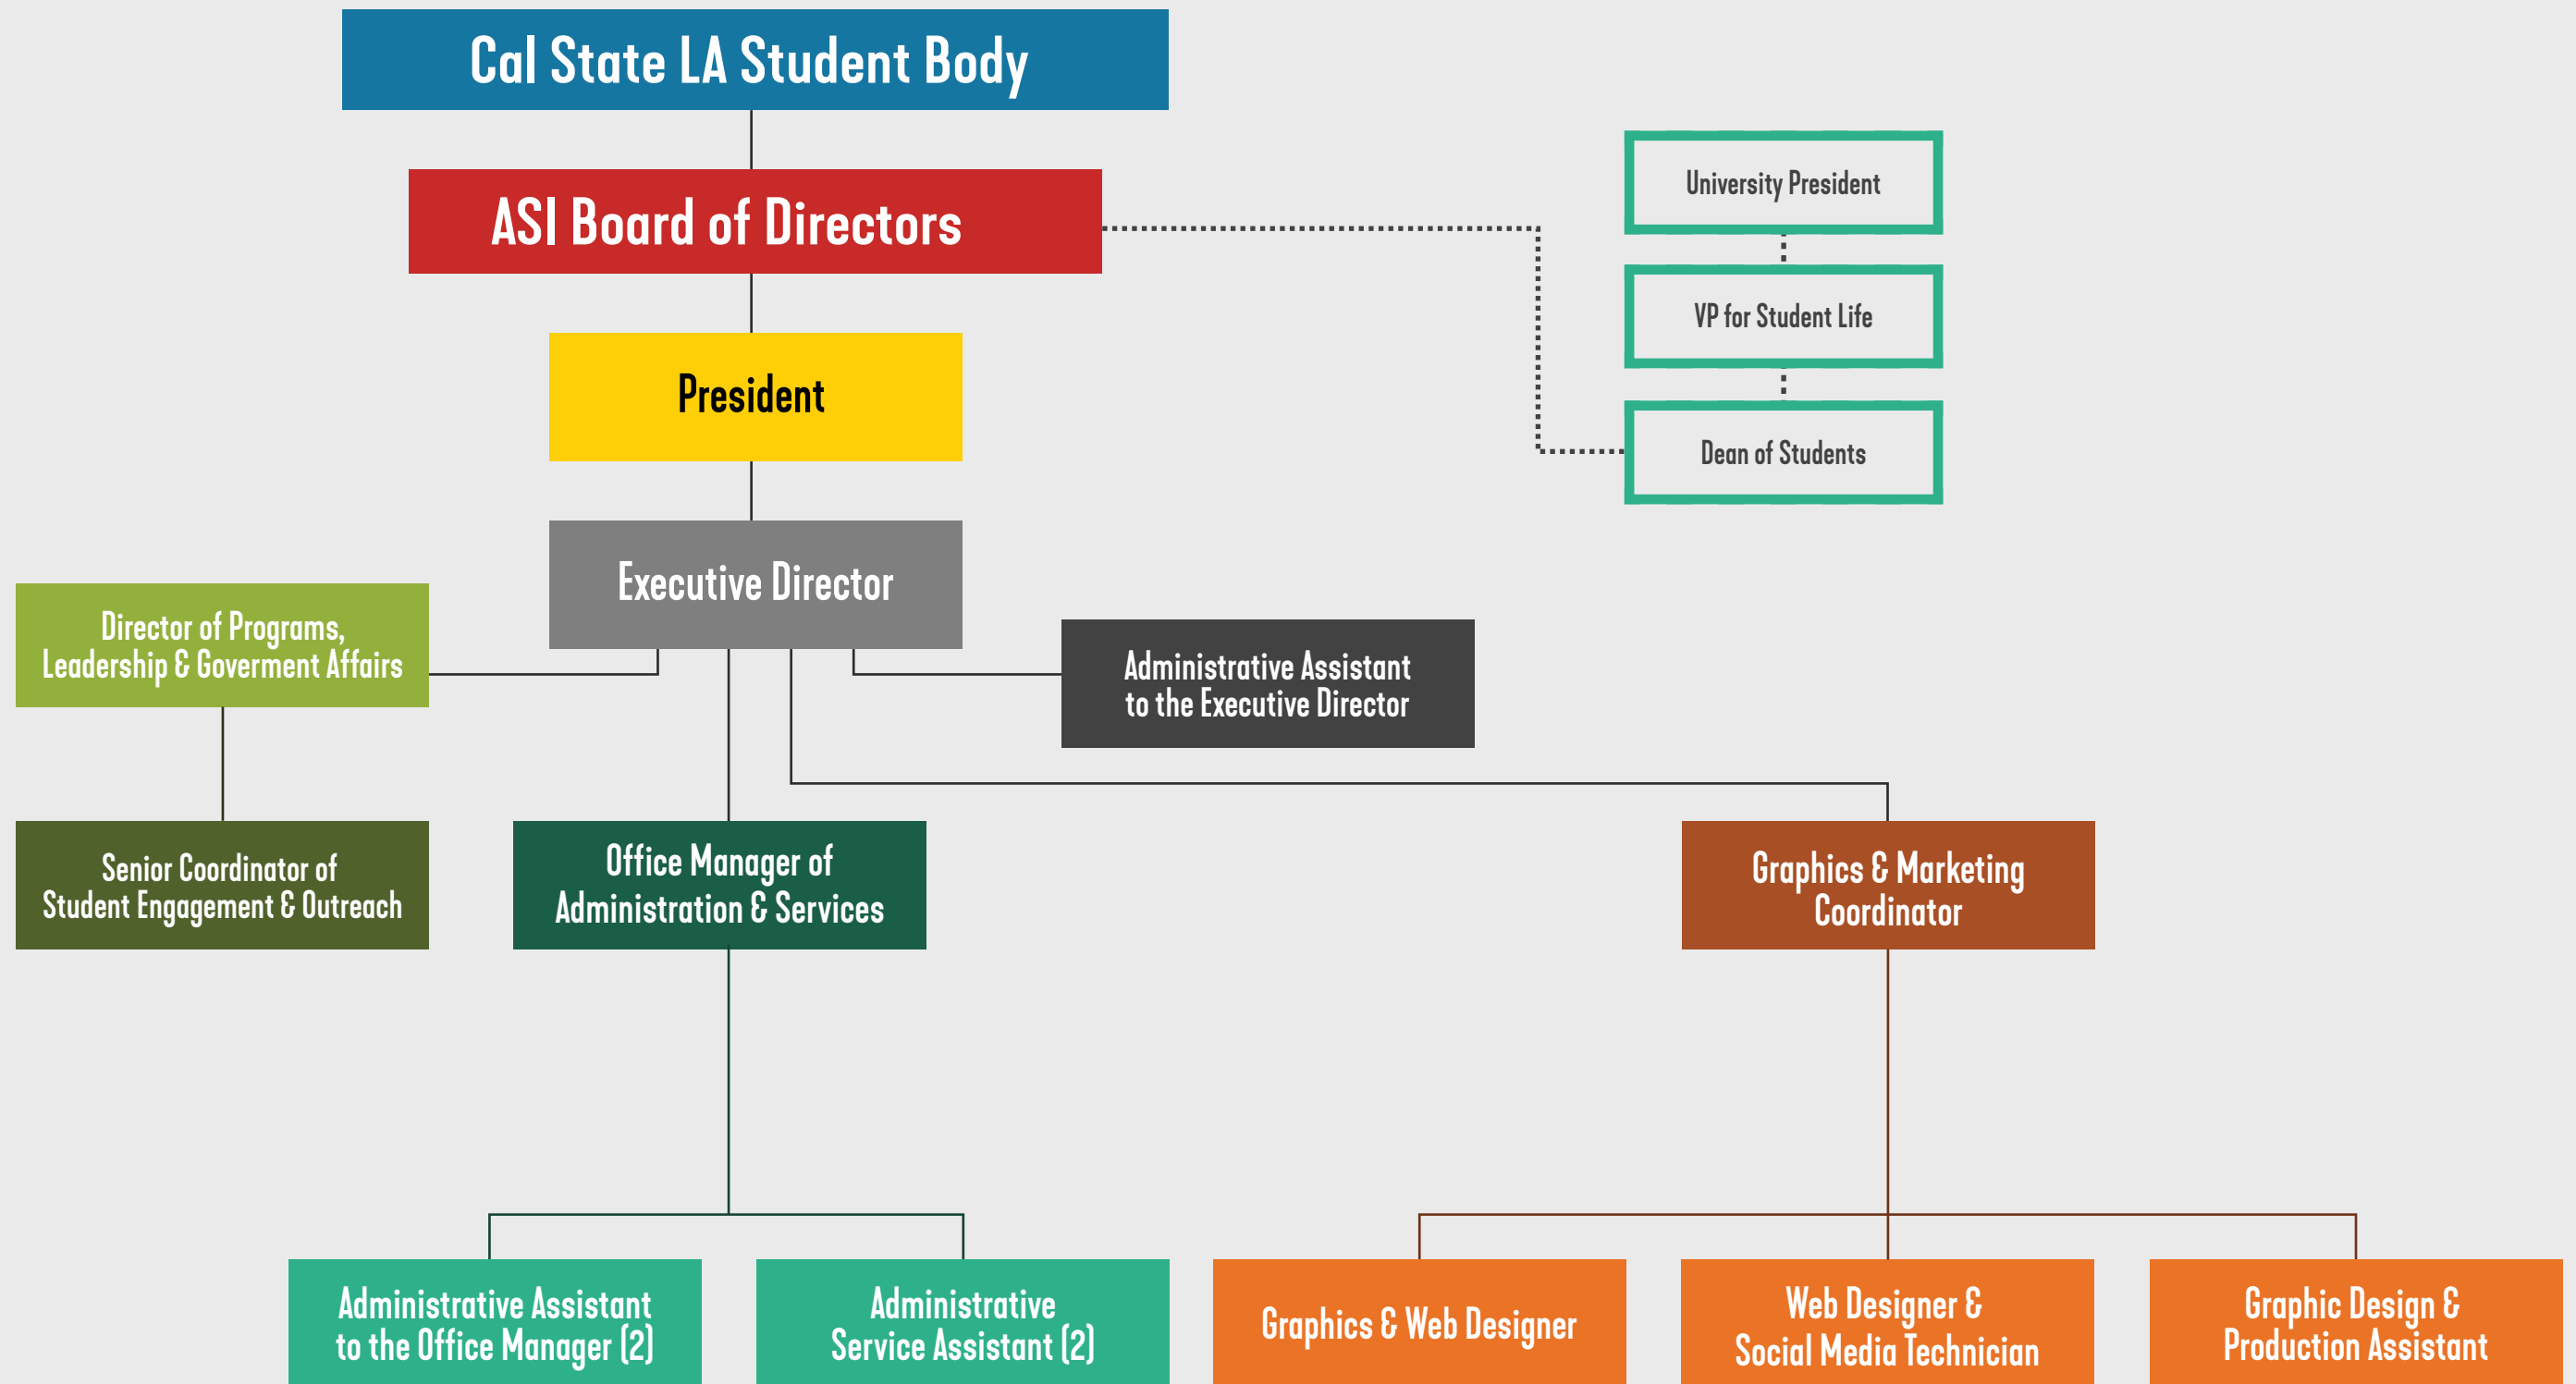 Cal State LA Student Body
ASI Board of Directors
University President
VP for Student Life
President
Dean of Students
Executive Director
Director of Programs,
Leadership & Goverment Affairs
Administrative Assistant
to the Executive Director
Senior Coordinator of
Student Engagement & Outreach
Office Manager of
Administration & Services
Graphics & Marketing
Coordinator
Administrative Assistant
to the Office Manager (2)
Administrative
Service Assistant (2)
Graphics & Web Designer
Web Designer &
Social Media Technician
Graphic Design &
Production Assistant